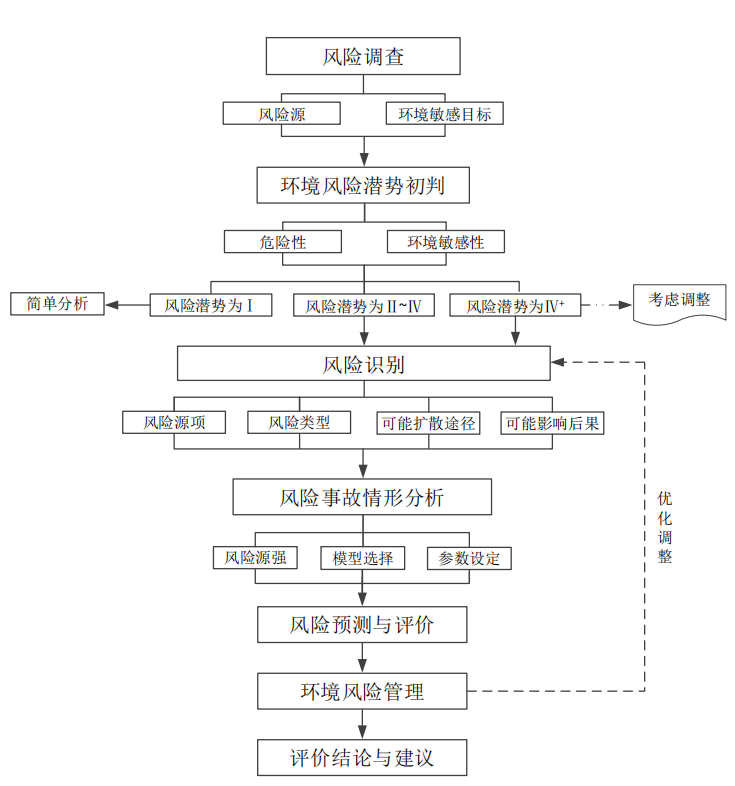 风险调查
风险源
环境敏感目标
环境风险潜势初判
危险性
环境敏感性
简单分析
风险潜势为Ⅰ
风险潜势为Ⅱ~Ⅳ
风险潜势为Ⅳ⁺
考虑调整
风险识别
风险源项
风险类型
可能扩散途径
可能影响后果
风险事故情形分析
优化调整
风险源强
模型选择
参数设定
风险预测与评价
环境风险管理
评价结论与建议